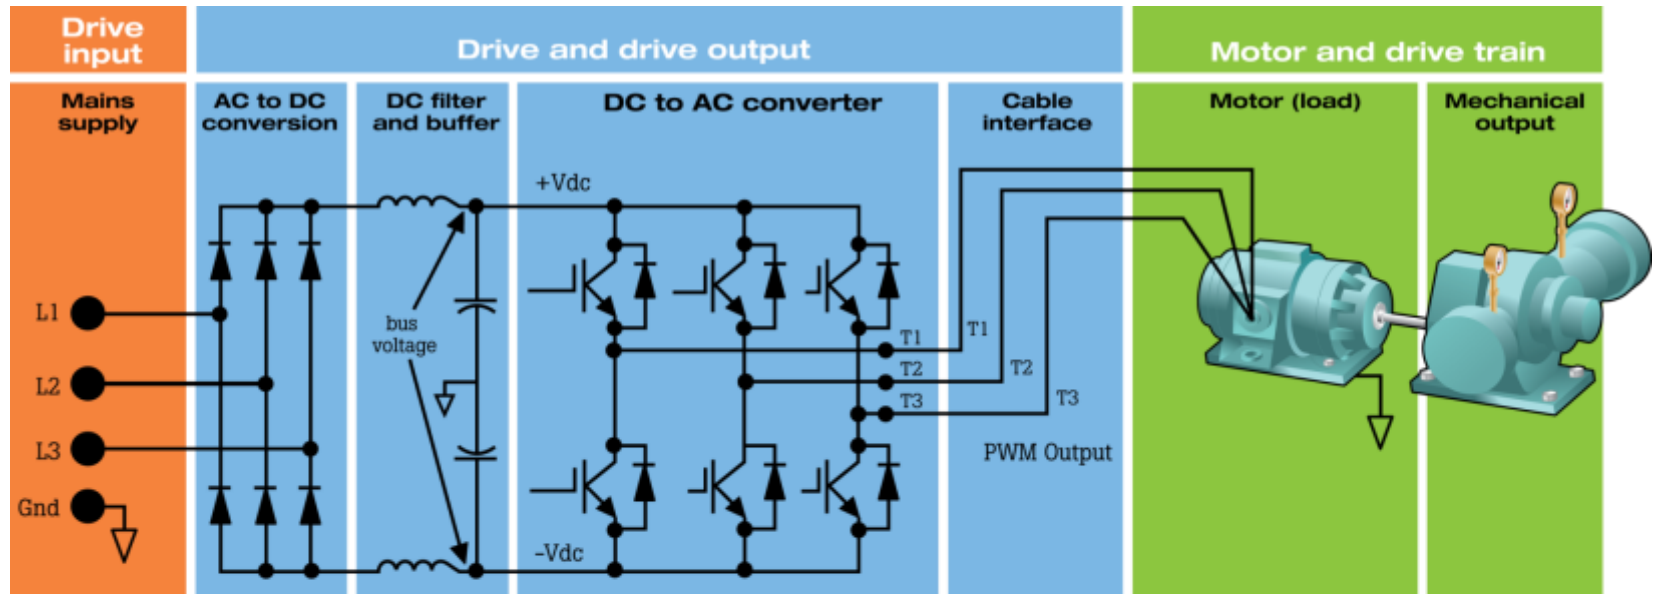 Drive
input
Drive and drive output
Motor and drive train
Mains
supply
AC to DC
conversion
DC filter
and buffer
DC to AC converter
Cable
interface
Motor (load)
Mechanical
output
+Vdc
L1
L2
L3
Gnd
bus
voltage
T1
T2
T3
T1
T2
T3
PWM Output
-Vdc